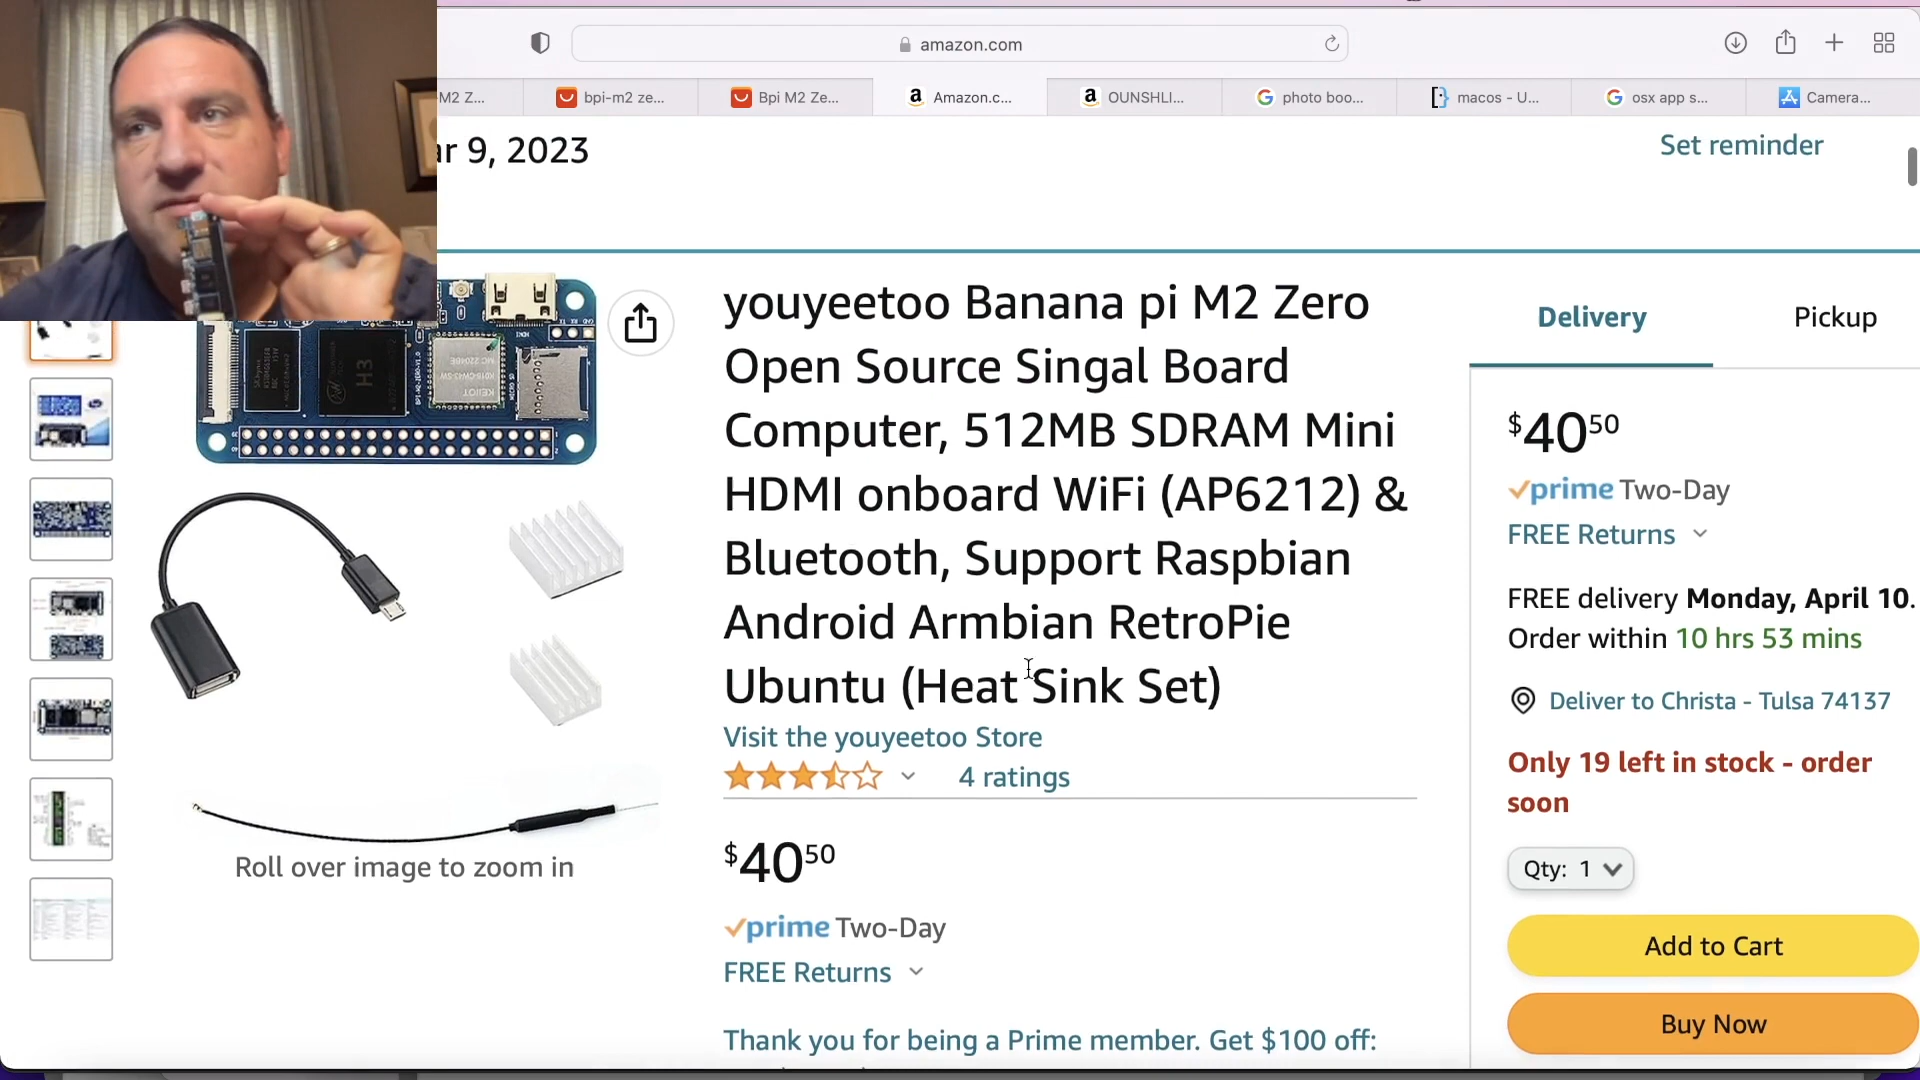 amazon.com
M2 Z...
bpi-m2 ze...
Bpi M2 Ze...
Amazon.c...
OUNSHLI...
photo boo...
macos - U...
osx app s...
Camera...
ar 9, 2023
Set reminder
H3
youyeetoo Banana pi M2 Zero
Open Source Singal Board
Computer, 512MB SDRAM Mini
HDMI onboard WiFi (AP6212) &
Bluetooth, Support Raspbian
Android Armbian RetroPie
Ubuntu (Heat Sink Set)
Visit the youyeetoo Store
4 ratings
$40.50
prime Two-Day
FREE Returns
Thank you for being a Prime member. Get $100 off:
Roll over image to zoom in
Delivery
Pickup
$40.50
prime Two-Day
FREE Returns
FREE delivery Monday, April 10.
Order within 10 hrs 53 mins
Deliver to Christa - Tulsa 74137
Only 19 left in stock - order
soon
Qty: 1
Add to Cart
Buy Now